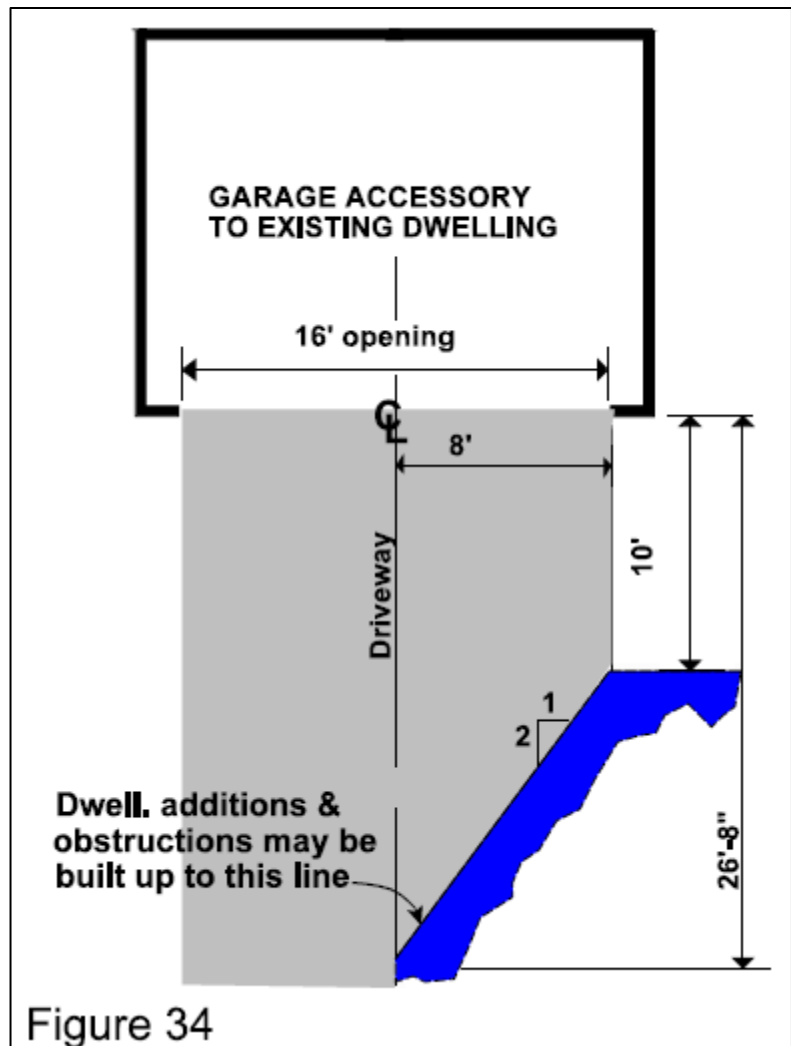 GARAGE ACCESSORY
TO EXISTING DWELLING
16' opening
CL
8'
Driveway
10'
1
2
Dwell. additions &
obstructions may be
built up to this line
26'-8"
Figure 34